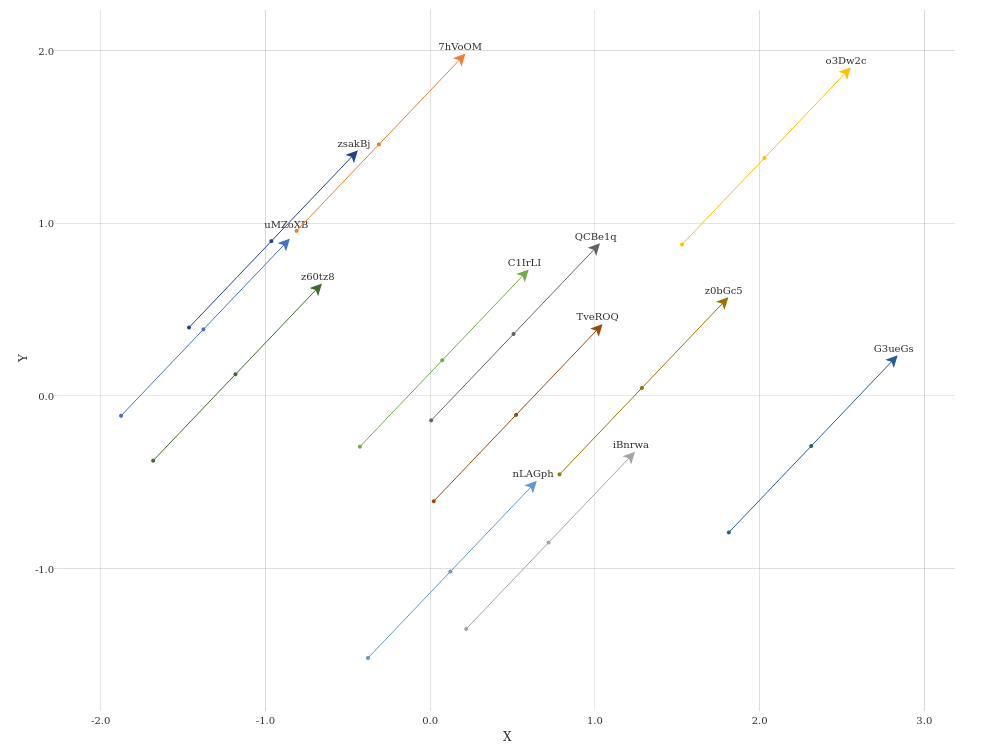 2.0
7hVoOM
o3Dw2c
zsakBj
1.0
uMZoXB
QCBe1q
C1IrLI
z60tz8
z0bGc5
TveROQ
G3ueGs
Y
0.0
iBnrwa
nLAGph
-1.0
-2.0 -1.0 0.0 1.0 2.0 3.0
X